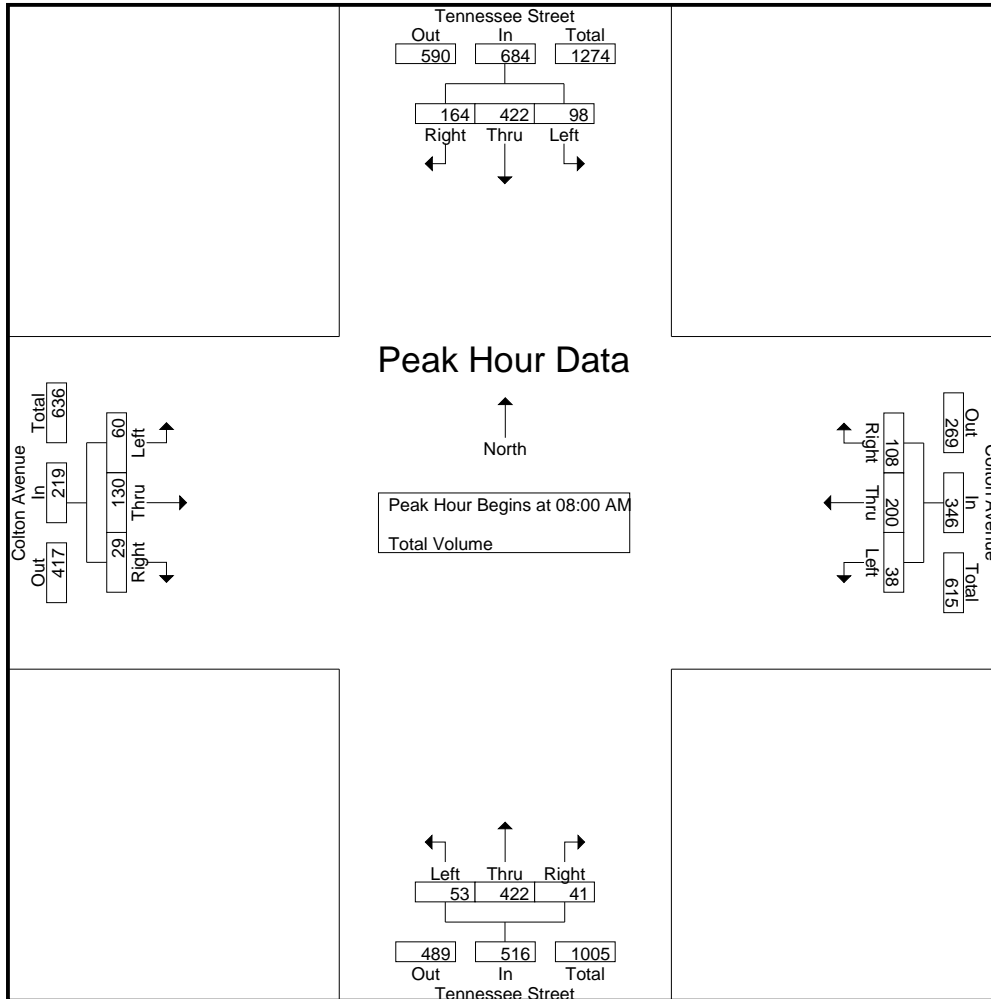 Tennessee Street
Out In Total
590 684 1274
164 422 98
Right Thru Left
Peak Hour Data
North
Peak Hour Begins at 08:00 AM
Total Volume
Colton Avenue
Total In Out
636 219 417
60 130 29
Left Thru Right
Colton Avenue
Out In Total
269 346 615
108 200 38
Right Thru Left
Left Thru Right
53 422 41
489 516 1005
Out In Total
Tennessee Street